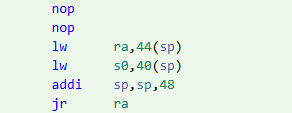 nop
nop
lw ra,44(sp)
lw s0,40(sp)
addi sp,sp,48
jr ra